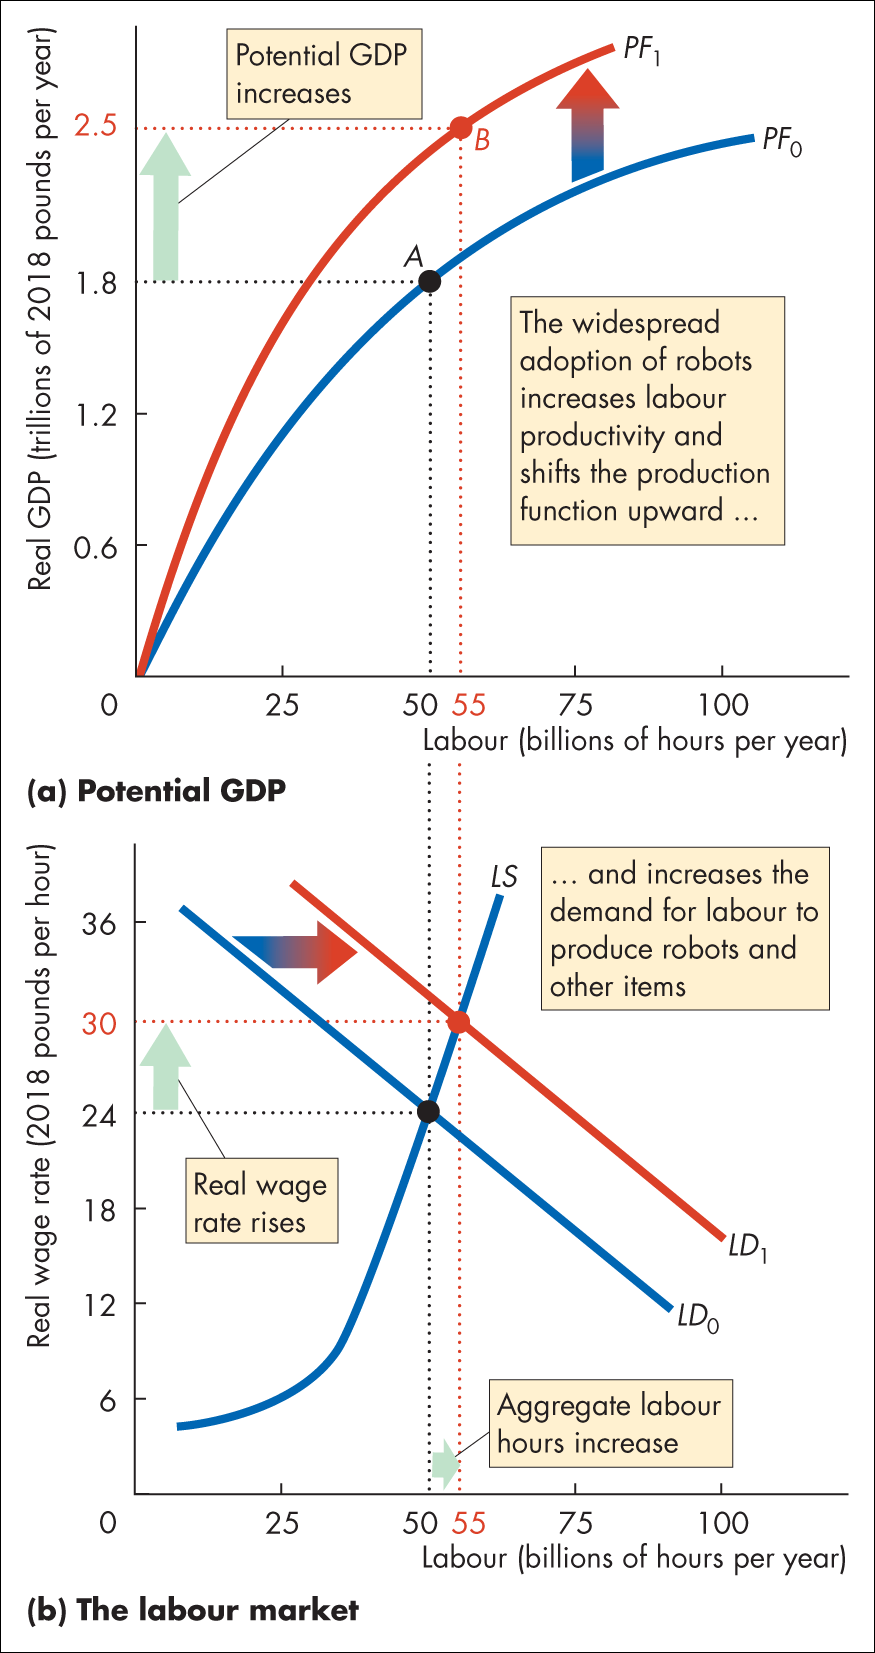 Real GDP (trillions of 2018 pounds per year)
Potential GDP
increases
PF1
PF0
2.5
B
A
1.8
The widespread
adoption of robots
increases labour
productivity and
shifts the production
function upward …
1.2
0.6
0 25 50 55 75 100
Labour (billions of hours per year)
(a) Potential GDP
Real wage rate (2018 pounds per hour)
LS
… and increases the
demand for labour to
produce robots and
other items
36
30
24
Real wage
rate rises
18
LD1
12
LD0
6
Aggregate labour
hours increase
0 25 50 55 75 100
Labour (billions of hours per year)
(b) The labour market